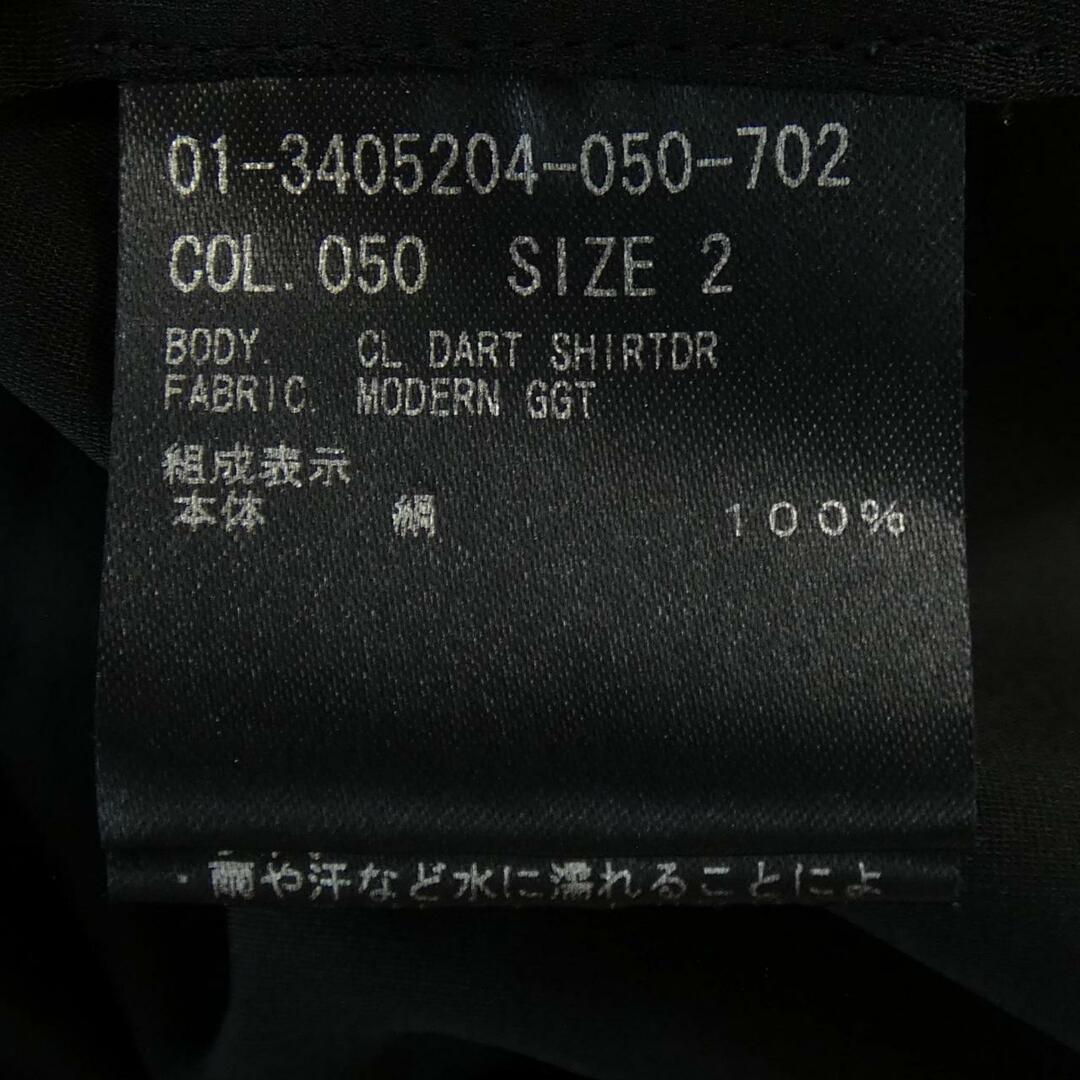 01-3405204-050-702
COL. 050 SIZE 2
BODY. CL DART SHIRTDR
FABRIC. MODERN GGT
組成表示
本体 絹 100%
・雨や汗など水に濡れることによ